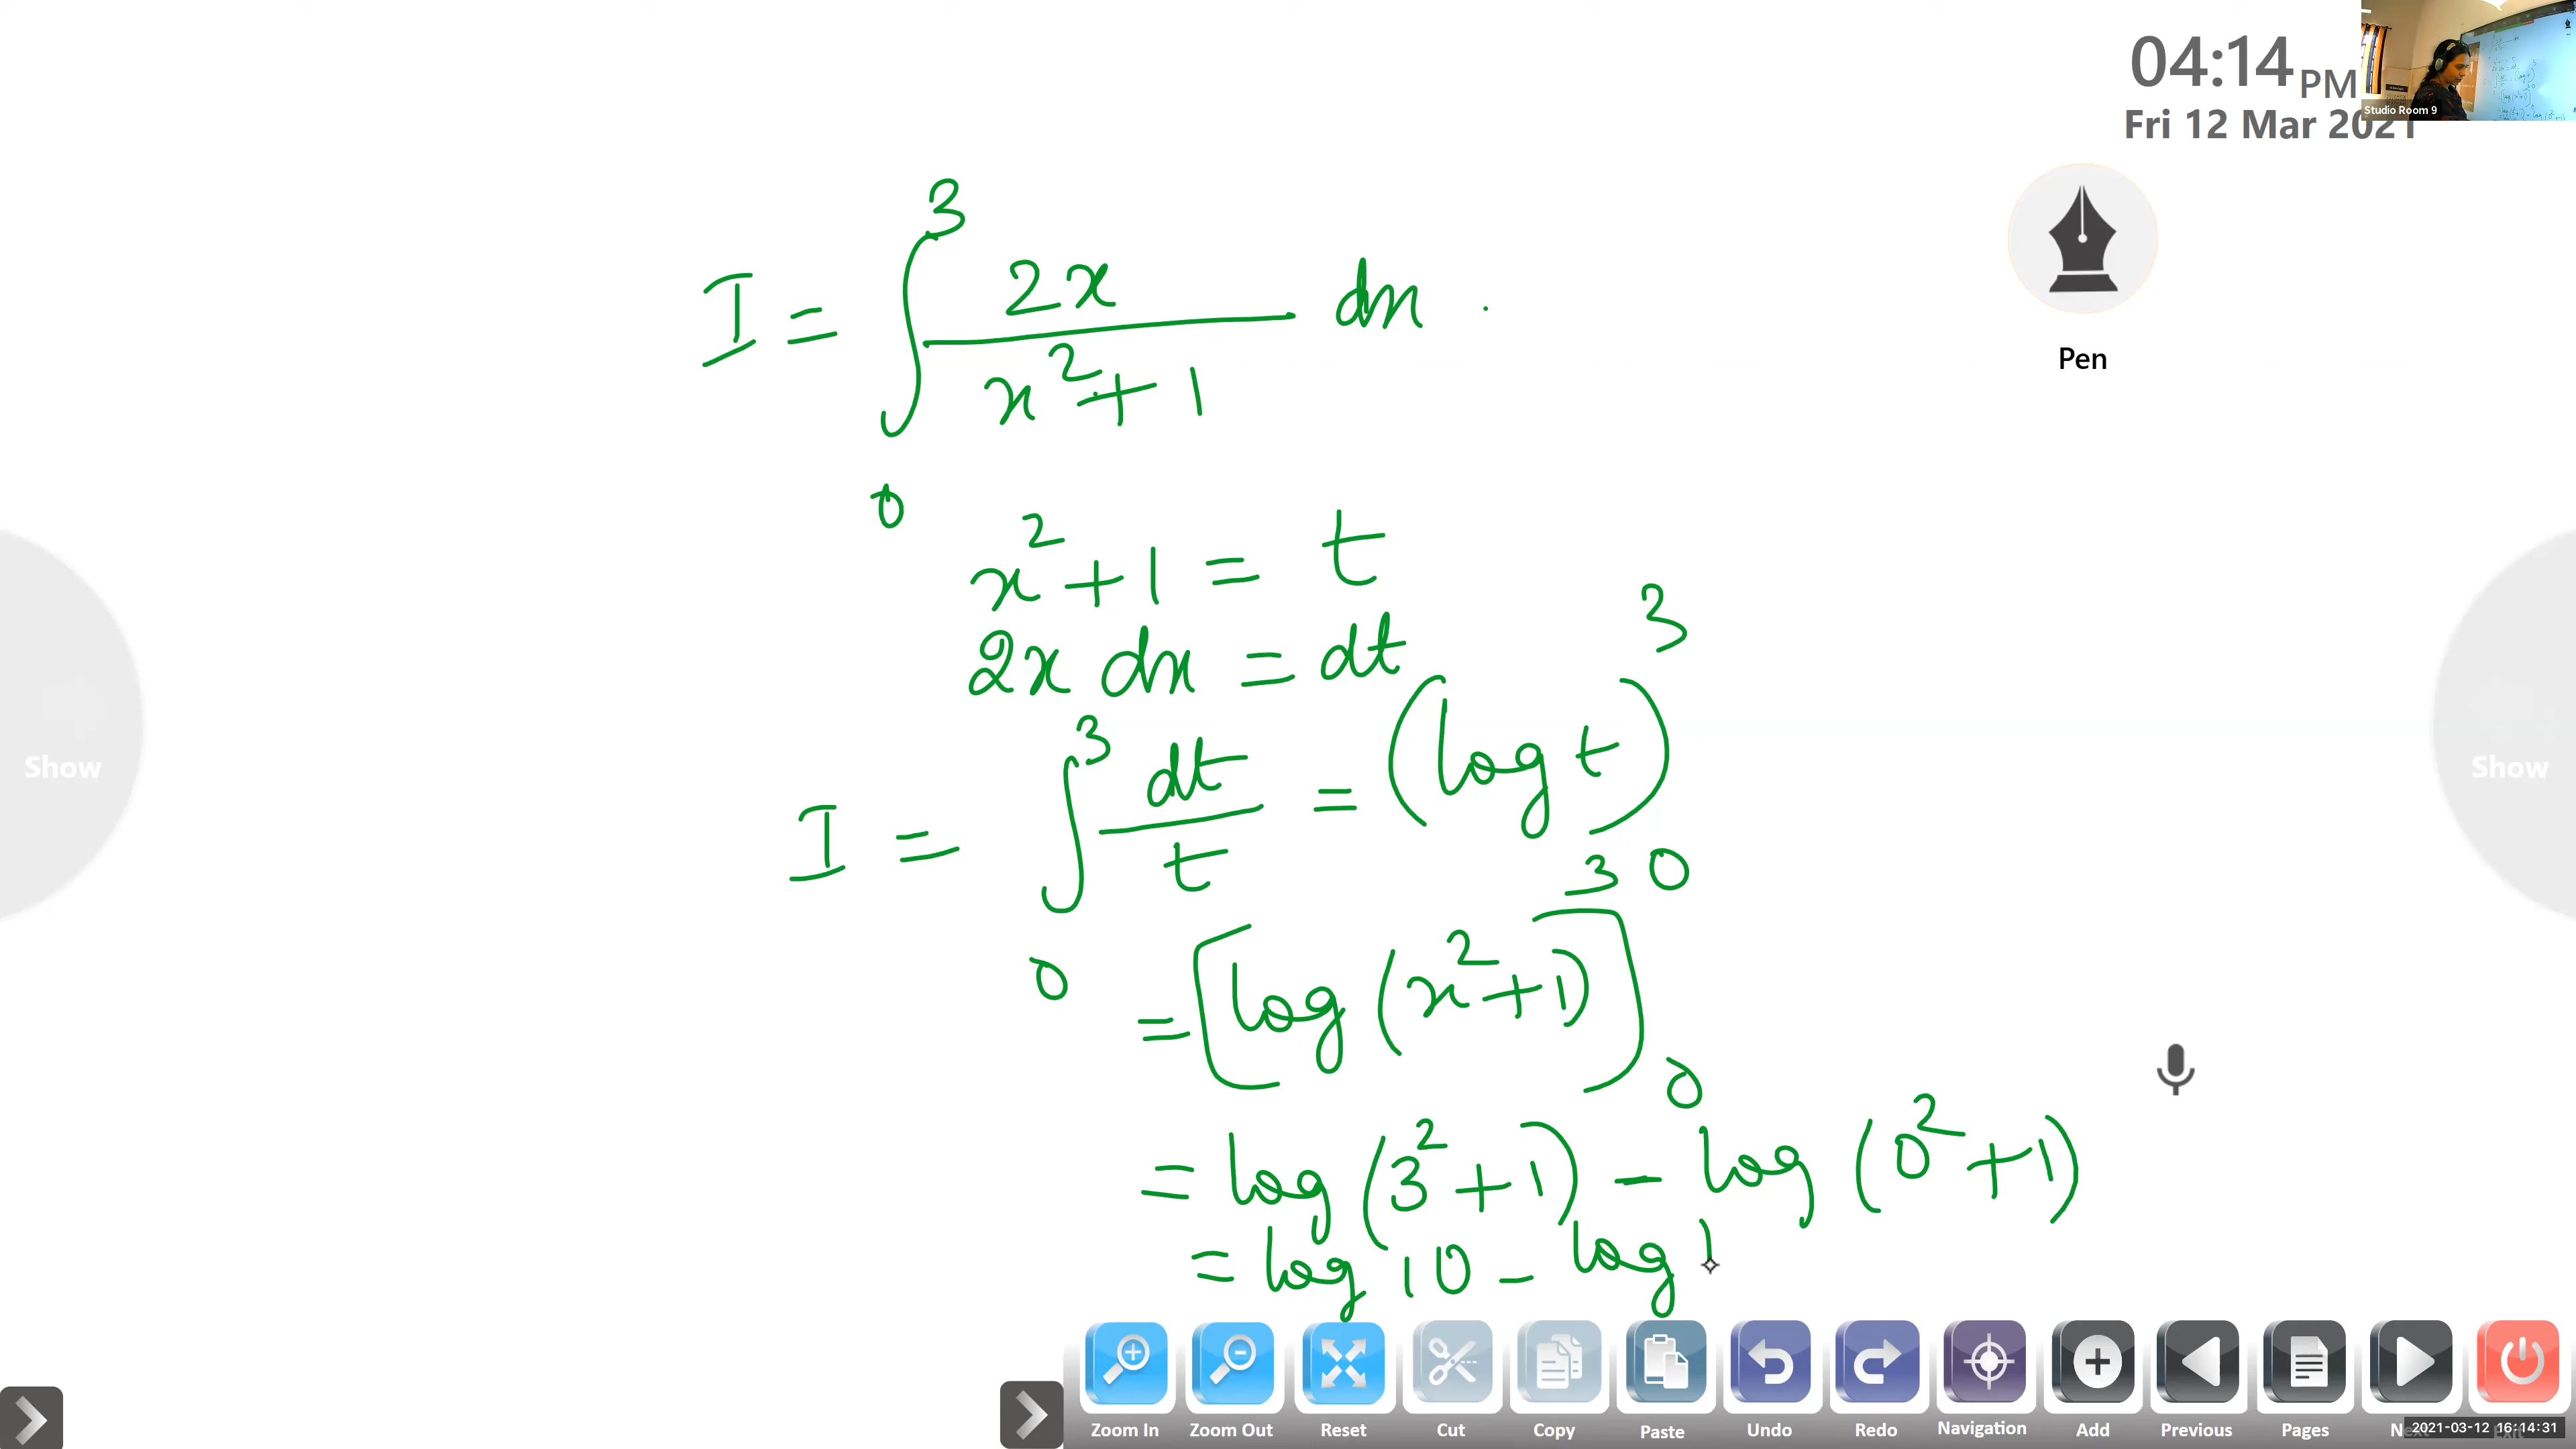 04:14 PM
Fri 12 Mar 2021
Studio Room 9
Pen
I = ∫₀³ 2x / (x² + 1) dx .
x² + 1 = t
2x dx = dt
I = ∫₀³ dt / t = (log t)₀³
= [log (x² + 1)]₀³
= log (3² + 1) - log (0² + 1)
= log 10 - log 1
Show
Show
Zoom In Zoom Out Reset Cut Copy Paste Undo Redo Navigation Add Previous Pages
2021-03-12 16:14:31